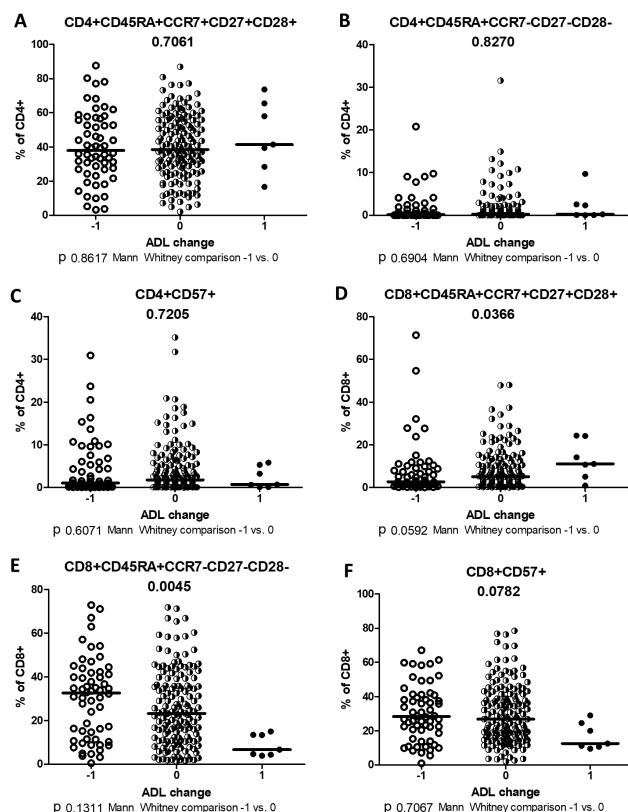 A
CD4+CD45RA+CCR7+CD27+CD28+
0.7061
% of CD4+
100
80
60
40
20
0
-1 0 1
ADL change
p 0.8617 Mann Whitney comparison -1 vs. 0
B
CD4+CD45RA+CCR7-CD27-CD28-
0.8270
% of CD4+
40
30
20
10
0
-1 0 1
ADL change
p 0.6904 Mann Whitney comparison -1 vs. 0
C
CD4+CD57+
0.7205
% of CD4+
40
30
20
10
0
-1 0 1
ADL change
p 0.6071 Mann Whitney comparison -1 vs. 0
D
CD8+CD45RA+CCR7+CD27+CD28+
0.0366
% of CD8+
80
60
40
20
0
-1 0 1
ADL change
p 0.0592 Mann Whitney comparison -1 vs. 0
E
CD8+CD45RA+CCR7-CD27-CD28-
0.0045
% of CD8+
80
60
40
20
0
-1 0 1
ADL change
p 0.1311 Mann Whitney comparison -1 vs. 0
F
CD8+CD57+
0.0782
% of CD8+
100
80
60
40
20
0
-1 0 1
ADL change
p 0.7067 Mann Whitney comparison -1 vs. 0